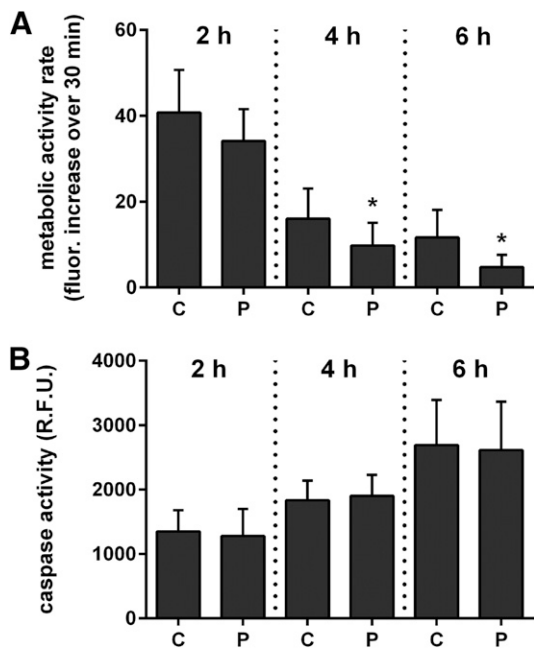 A
2 h 4 h 6 h
metabolic activity rate
(fluor. increase over 30 min)
60
40
20
0
* *
C P C P C P
B
2 h 4 h 6 h
caspase activity (R.F.U.)
4000
3000
2000
1000
0
C P C P C P